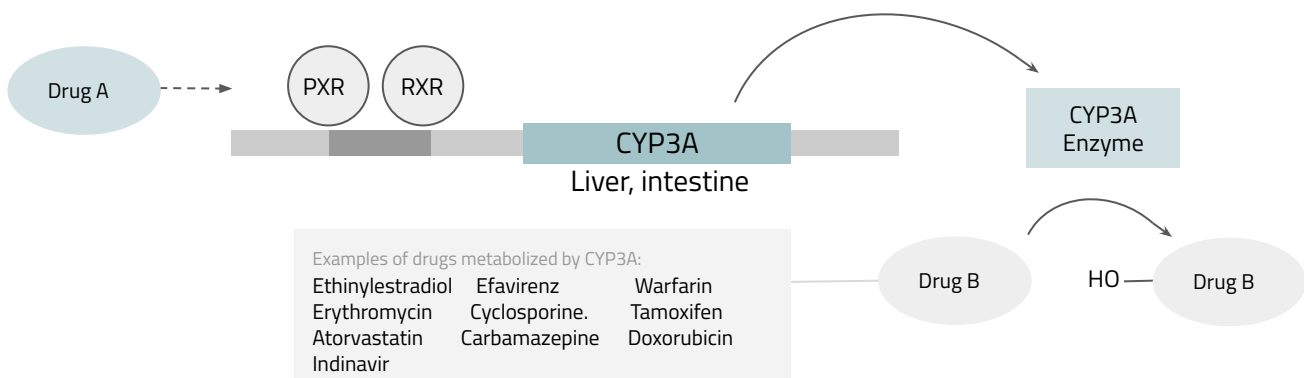 Drug A
PXR
RXR
CYP3A
Liver, intestine
CYP3A
Enzyme
Examples of drugs metabolized by CYP3A:
Ethinylestradiol Efavirenz Warfarin
Erythromycin Cyclosporine. Tamoxifen
Atorvastatin Carbamazepine Doxorubicin
Indinavir
Drug B
HO
Drug B